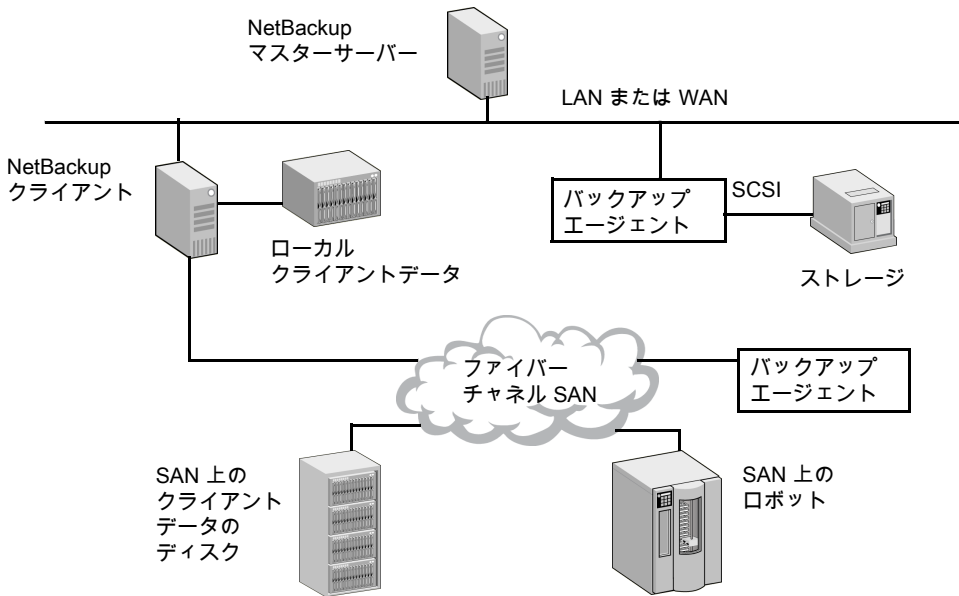 NetBackup
マスターサーバー
LAN または WAN
NetBackup
クライアント
ローカル
クライアントデータ
バックアップ
エージェント
SCSI
ストレージ
ファイバー
チャネル SAN
バックアップ
エージェント
SAN 上の
クライアント
データの
ディスク
SAN 上の
ロボット